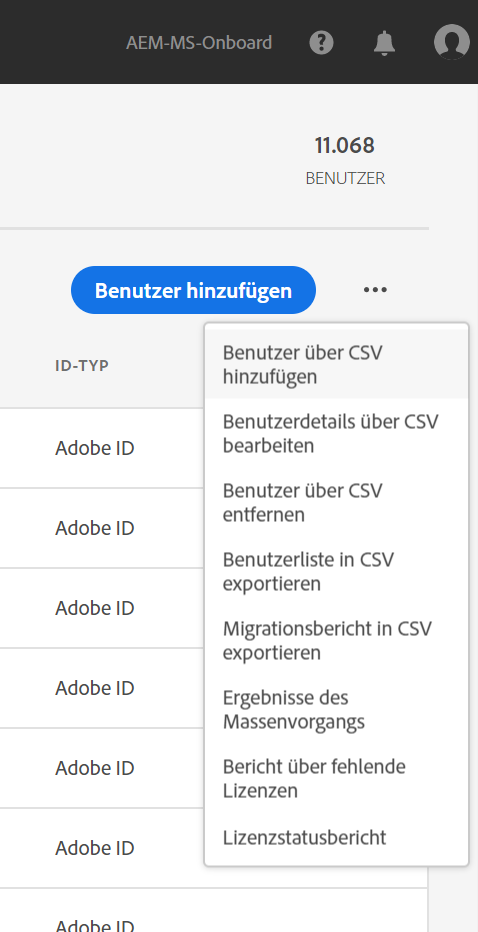 AEM-MS-Onboard
11.068
BENUTZER
Benutzer hinzufügen
ID-TYP
Benutzer über CSV
hinzufügen
Benutzerdetails über CSV
bearbeiten
Benutzer über CSV
entfernen
Benutzerliste in CSV
exportieren
Migrationsbericht in CSV
exportieren
Ergebnisse des
Massenvorgangs
Bericht über fehlende
Lizenzen
Lizenzstatusbericht
Adobe ID
Adobe ID
Adobe ID
Adobe ID
Adobe ID
Adobe ID
Adobe ID